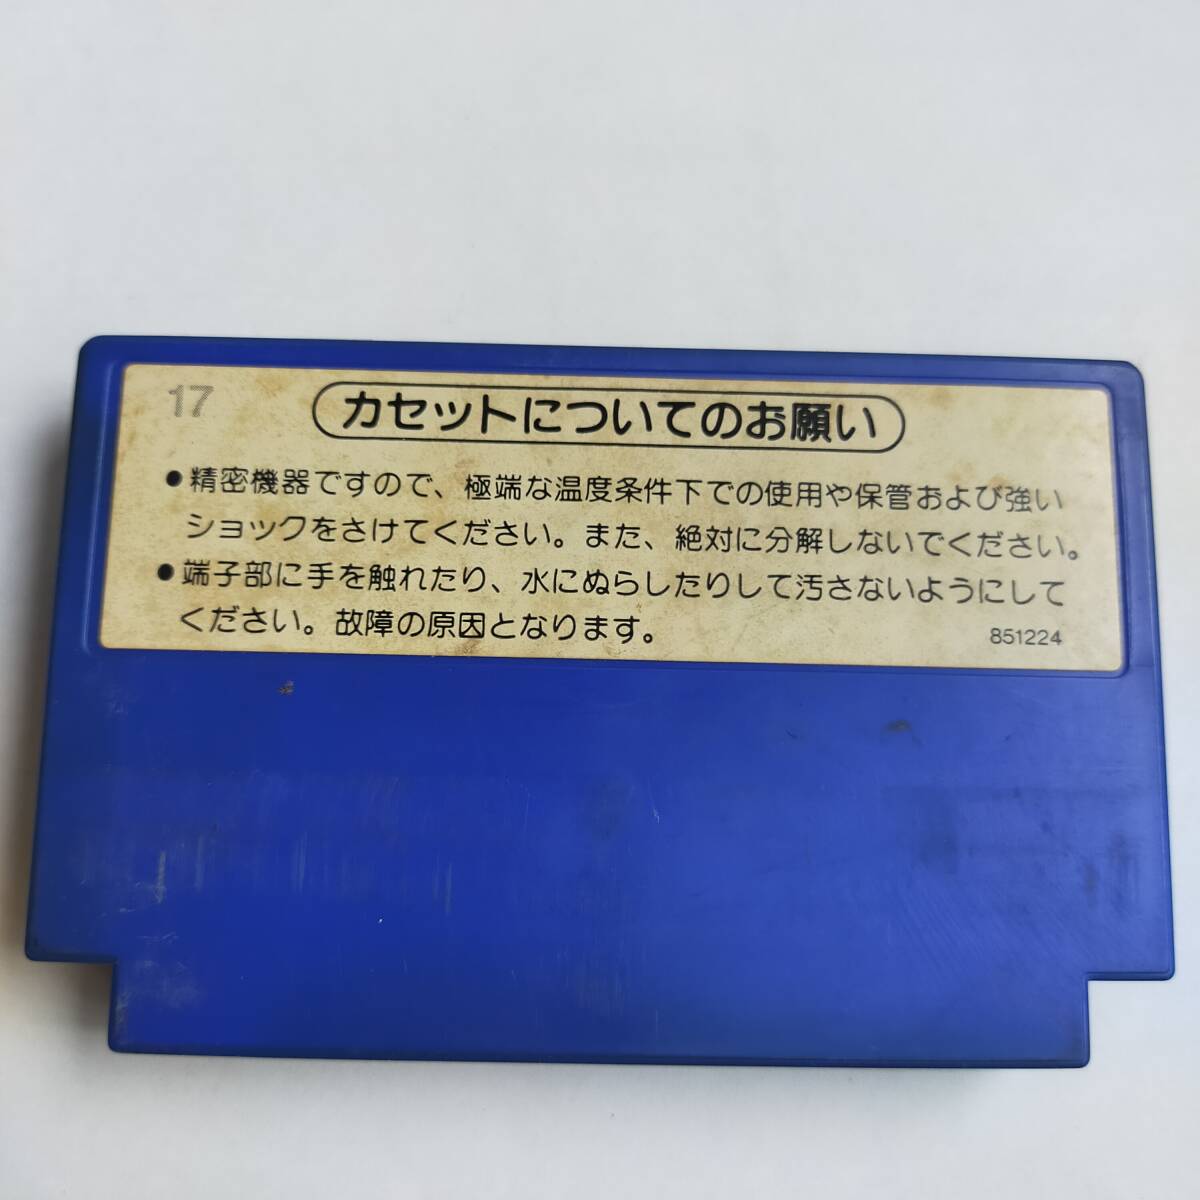 17
カセットについてのお願い
●精密機器ですので、極端な温度条件下での使用や保管および強い
ショックをさけてください。また、絶対に分解しないでください。
●端子部に手を触れたり、水にぬらしたりして汚さないようにして
ください。故障の原因となります。
851224